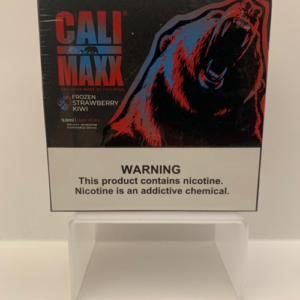 CALI
MAXX
FROZEN
STRAWBERRY
KIWI
WARNING
This product contains nicotine.
Nicotine is an addictive chemical.